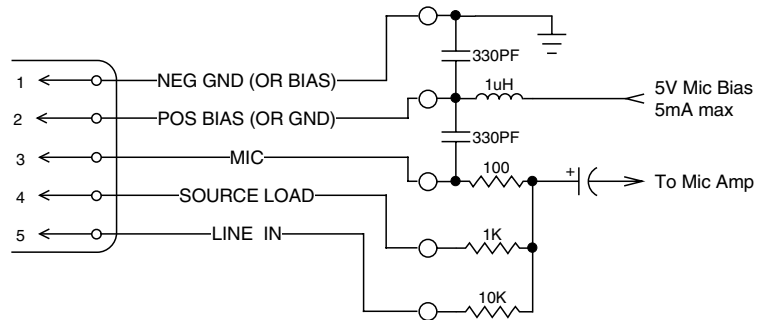 330PF
1 NEG GND (OR BIAS)
1uH
5V Mic Bias
5mA max
2 POS BIAS (OR GND)
330PF
3 MIC
100
+
To Mic Amp
4 SOURCE LOAD
1K
5 LINE IN
10K